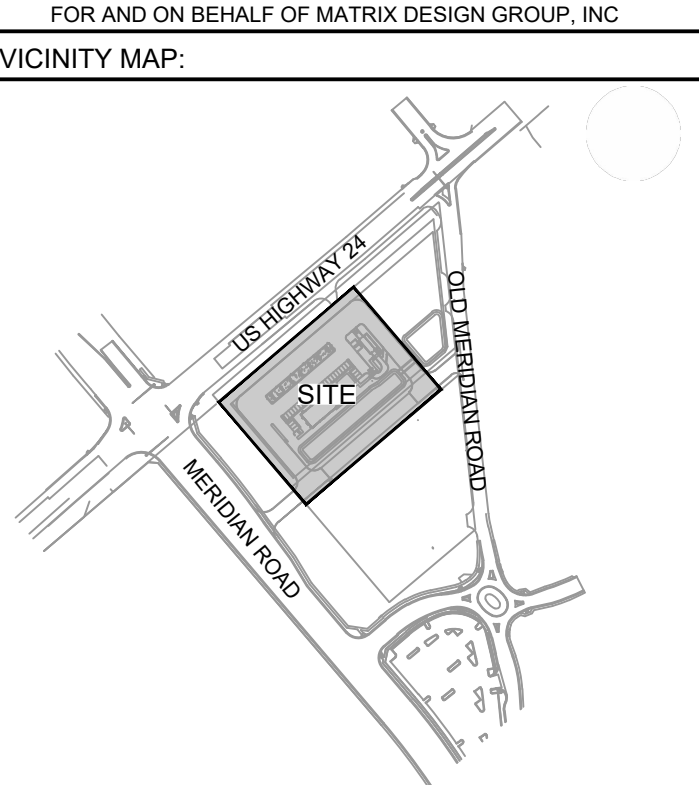 FOR AND ON BEHALF OF MATRIX DESIGN GROUP, INC
VICINITY MAP:
US HIGHWAY 24
OLD MERIDIAN ROAD
SITE
MERIDIAN ROAD